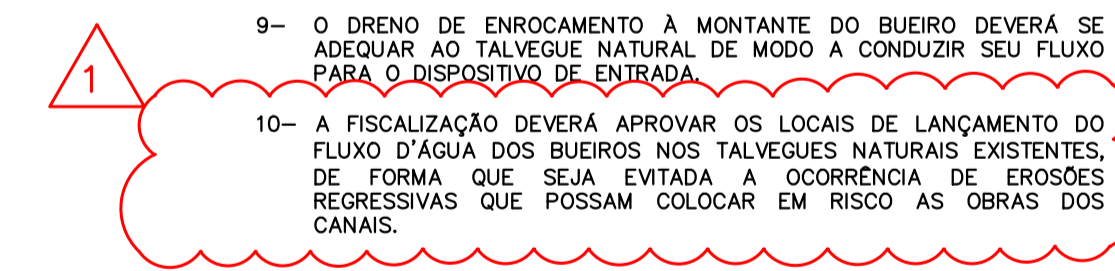 9– O DRENO DE ENROCAMENTO À MONTANTE DO BUEIRO DEVERÁ SE
ADEQUAR AO TALVEGUE NATURAL DE MODO A CONDUZIR SEU FLUXO
PARA O DISPOSITIVO DE ENTRADA.
1
10– A FISCALIZAÇÃO DEVERÁ APROVAR OS LOCAIS DE LANÇAMENTO DO
FLUXO D'ÁGUA DOS BUEIROS NOS TALVEGUES NATURAIS EXISTENTES,
DE FORMA QUE SEJA EVITADA A OCORRÊNCIA DE EROSÕES
REGRESSIVAS QUE POSSAM COLOCAR EM RISCO AS OBRAS DOS
CANAIS.